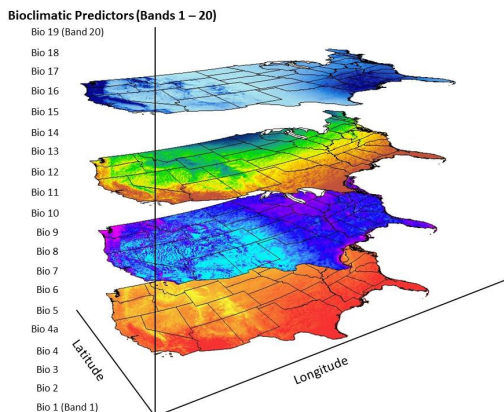 Bioclimatic Predictors (Bands 1 – 20)
Bio 19 (Band 20)
Bio 18
Bio 17
Bio 16
Bio 15
Bio 14
Bio 13
Bio 12
Bio 11
Bio 10
Bio 9
Bio 8
Bio 7
Bio 6
Bio 5
Bio 4a
Bio 4
Bio 3
Bio 2
Bio 1 (Band 1)
Latitude
Longitude